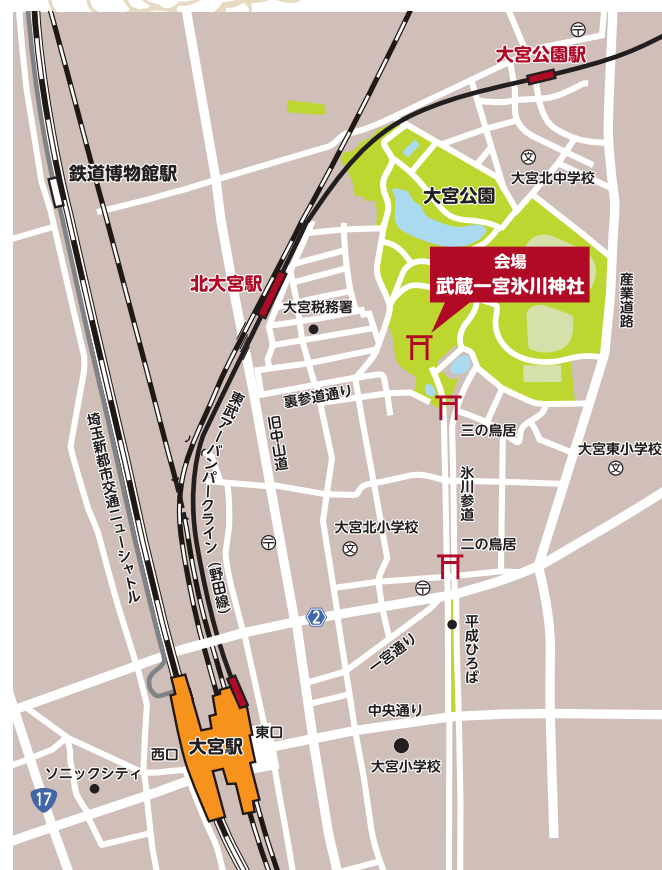 大宮公園駅
鉄道博物館駅
文
大宮北中学校
大宮公園
会場
武蔵一宮氷川神社
北大宮駅
大宮税務署
産業道路
裏参道通り
東武アーバンパークライン(野田線)
旧中山道
三の鳥居
埼玉新都市交通ニューシャトル
大宮東小学校
文
氷川参道
大宮北小学校
文
二の鳥居
2
一宮通り
平成ひろば
中央通り
東口
大宮駅
西口
大宮小学校
ソニックシティ
17